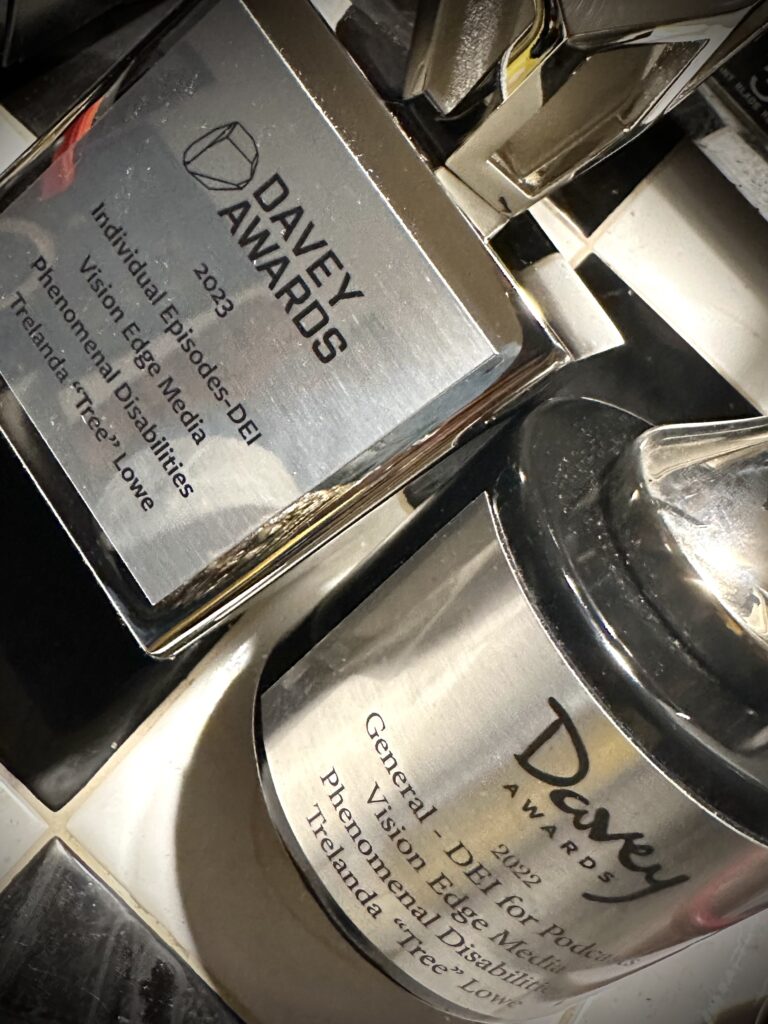 DAVEY
AWARDS
2023
Individual Episodes-DEI
Vision Edge Media
Phenomenal Disabilities
Trelanda “Tree” Lowe
Davey
AWARDS
2022
General - DEI for Podcasts
Vision Edge Media
Phenomenal Disabilities
Trelanda “Tree” Lowe